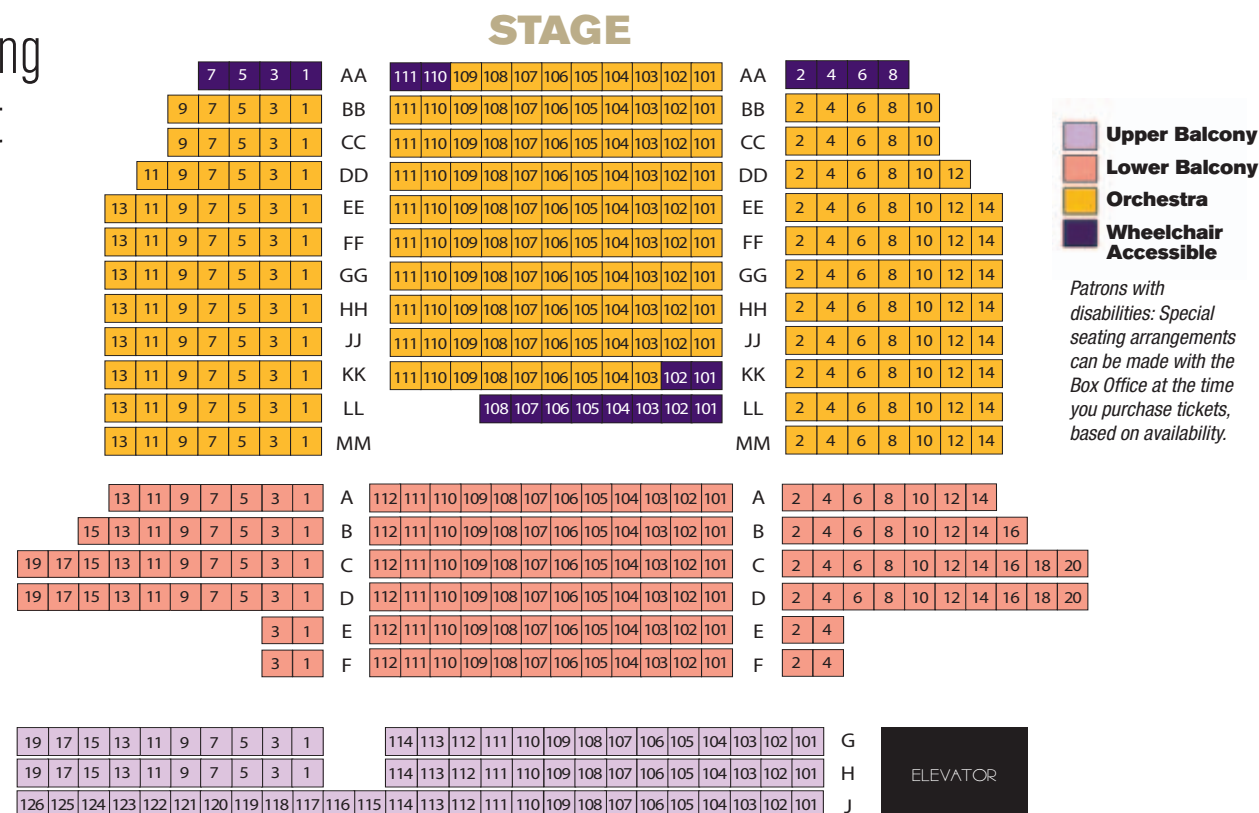 STAGE
ng
7 5 3 1 AA 111 110 109 108 107 106 105 104 103 102 101 AA 2 4 6 8
9 7 5 3 1 BB 111 110 109 108 107 106 105 104 103 102 101 BB 2 4 6 8 10
9 7 5 3 1 CC 111 110 109 108 107 106 105 104 103 102 101 CC 2 4 6 8 10
11 9 7 5 3 1 DD 111 110 109 108 107 106 105 104 103 102 101 DD 2 4 6 8 10 12
13 11 9 7 5 3 1 EE 111 110 109 108 107 106 105 104 103 102 101 EE 2 4 6 8 10 12 14
13 11 9 7 5 3 1 FF 111 110 109 108 107 106 105 104 103 102 101 FF 2 4 6 8 10 12 14
13 11 9 7 5 3 1 GG 111 110 109 108 107 106 105 104 103 102 101 GG 2 4 6 8 10 12 14
13 11 9 7 5 3 1 HH 111 110 109 108 107 106 105 104 103 102 101 HH 2 4 6 8 10 12 14
13 11 9 7 5 3 1 JJ 111 110 109 108 107 106 105 104 103 102 101 JJ 2 4 6 8 10 12 14
13 11 9 7 5 3 1 KK 111 110 109 108 107 106 105 104 103 102 101 KK 2 4 6 8 10 12 14
13 11 9 7 5 3 1 LL 108 107 106 105 104 103 102 101 LL 2 4 6 8 10 12 14
13 11 9 7 5 3 1 MM MM 2 4 6 8 10 12 14
13 11 9 7 5 3 1 A 112 111 110 109 108 107 106 105 104 103 102 101 A 2 4 6 8 10 12 14
15 13 11 9 7 5 3 1 B 112 111 110 109 108 107 106 105 104 103 102 101 B 2 4 6 8 10 12 14 16
19 17 15 13 11 9 7 5 3 1 C 112 111 110 109 108 107 106 105 104 103 102 101 C 2 4 6 8 10 12 14 16 18 20
19 17 15 13 11 9 7 5 3 1 D 112 111 110 109 108 107 106 105 104 103 102 101 D 2 4 6 8 10 12 14 16 18 20
3 1 E 112 111 110 109 108 107 106 105 104 103 102 101 E 2 4
3 1 F 112 111 110 109 108 107 106 105 104 103 102 101 F 2 4
19 17 15 13 11 9 7 5 3 1 114 113 112 111 110 109 108 107 106 105 104 103 102 101 G
19 17 15 13 11 9 7 5 3 1 114 113 112 111 110 109 108 107 106 105 104 103 102 101 H
126 125 124 123 122 121 120 119 118 117 116 115 114 113 112 111 110 109 108 107 106 105 104 103 102 101 J
ELEVATOR
Upper Balcony
Lower Balcony
Orchestra
Wheelchair
Accessible
Patrons with
disabilities: Special
seating arrangements
can be made with the
Box Office at the time
you purchase tickets,
based on availability.